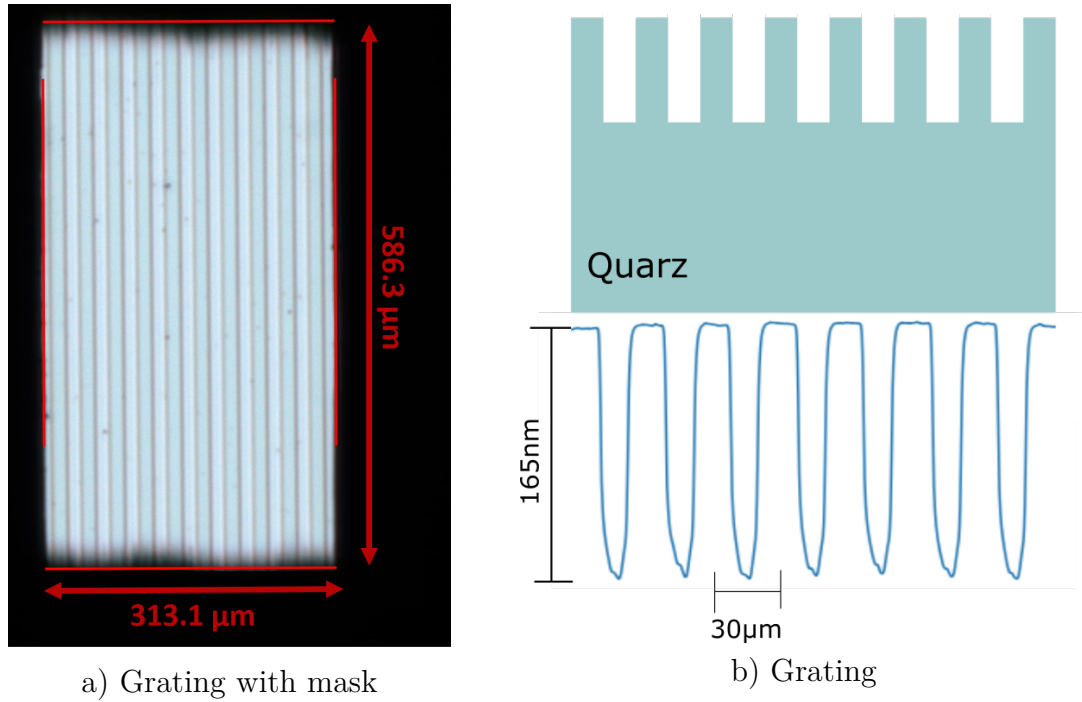 586.3 µm
313.1 µm
a) Grating with mask
Quarz
165nm
30µm
b) Grating